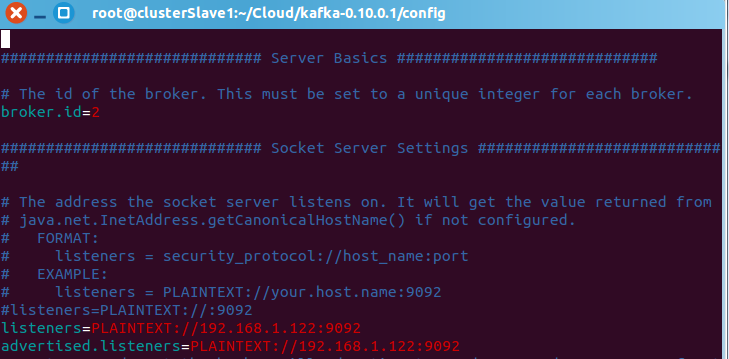 root@clusterSlave1:~/Cloud/kafka-0.10.0.1/config
############################# Server Basics #############################
# The id of the broker. This must be set to a unique integer for each broker.
broker.id=2
############################# Socket Server Settings ###########################
##
# The address the socket server listens on. It will get the value returned from
# java.net.InetAddress.getCanonicalHostName() if not configured.
#   FORMAT:
#     listeners = security_protocol://host_name:port
#   EXAMPLE:
#     listeners = PLAINTEXT://your.host.name:9092
#listeners=PLAINTEXT://:9092
listeners=PLAINTEXT://192.168.1.122:9092
advertised.listeners=PLAINTEXT://192.168.1.122:9092